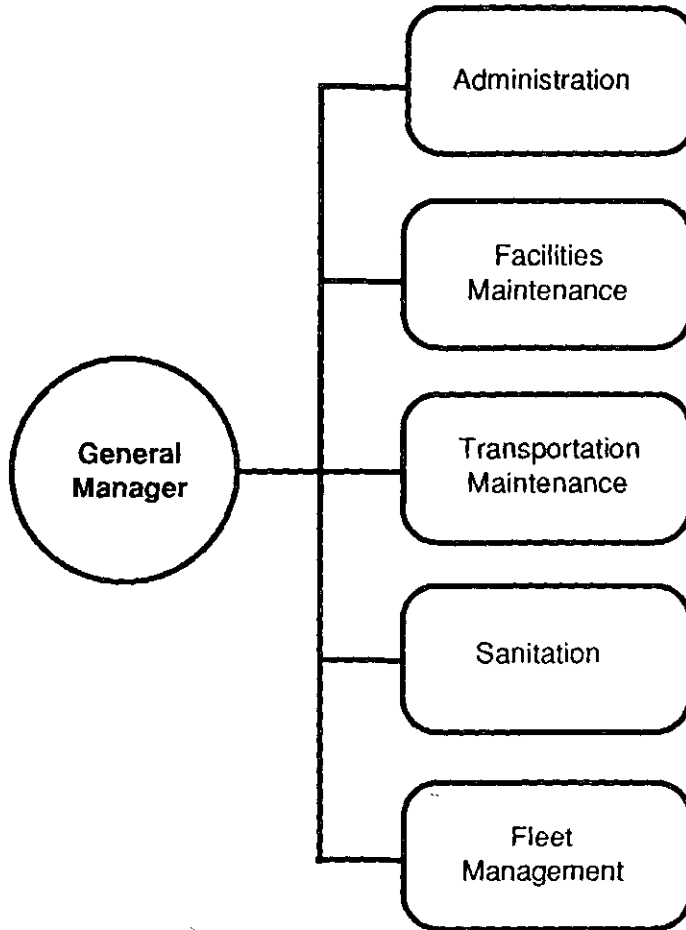 Administration
Facilities
Maintenance
General
Manager
Transportation
Maintenance
Sanitation
Fleet
Management